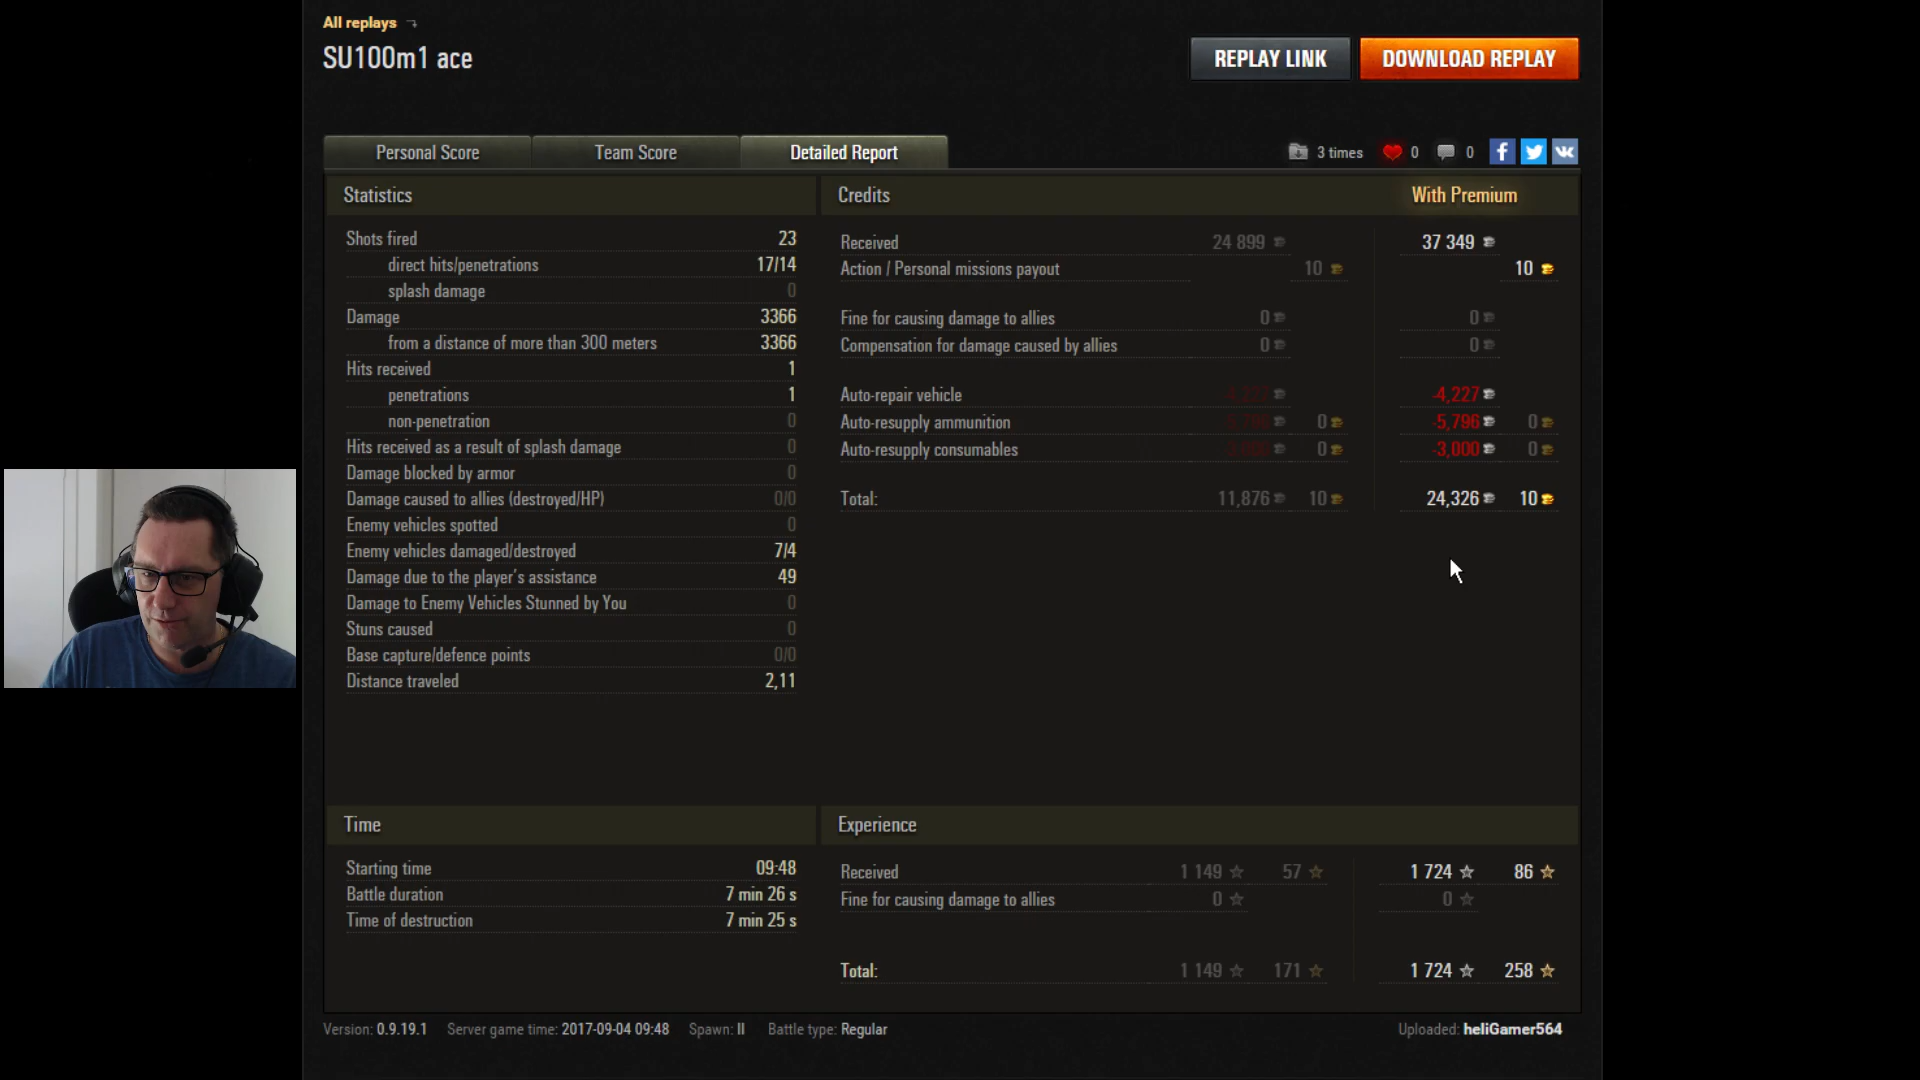 All replays
SU100m1 ace
REPLAY LINK
DOWNLOAD REPLAY
Personal Score
Team Score
Detailed Report
3 times
0
0
Statistics
Shots fired 23
direct hits/penetrations 17/14
splash damage 0
Damage 3366
from a distance of more than 300 meters 3366
Hits received 1
penetrations 1
non-penetration 0
Hits received as a result of splash damage 0
Damage blocked by armor 0
Damage caused to allies (destroyed/HP) 0/0
Enemy vehicles spotted 0
Enemy vehicles damaged/destroyed 7/4
Damage due to the player's assistance 49
Damage to Enemy Vehicles Stunned by You 0
Stuns caused 0
Base capture/defence points 0/0
Distance traveled 2,11
Credits With Premium
Received 24 899 37 349
Action / Personal missions payout 10 10
Fine for causing damage to allies 0 0
Compensation for damage caused by allies 0 0
Auto-repair vehicle -4,227 -4,227
Auto-resupply ammunition -5,796 0 -5,796 0
Auto-resupply consumables -3,000 0 -3,000 0
Total: 11,876 10 24,326 10
Time
Starting time 09:48
Battle duration 7 min 26 s
Time of destruction 7 min 25 s
Experience
Received 1 149 57 1 724 86
Fine for causing damage to allies 0 0
Total: 1 149 171 1 724 258
Version: 0.9.19.1 Server game time: 2017-09-04 09:48 Spawn: II Battle type: Regular
Uploaded: heliGamer564